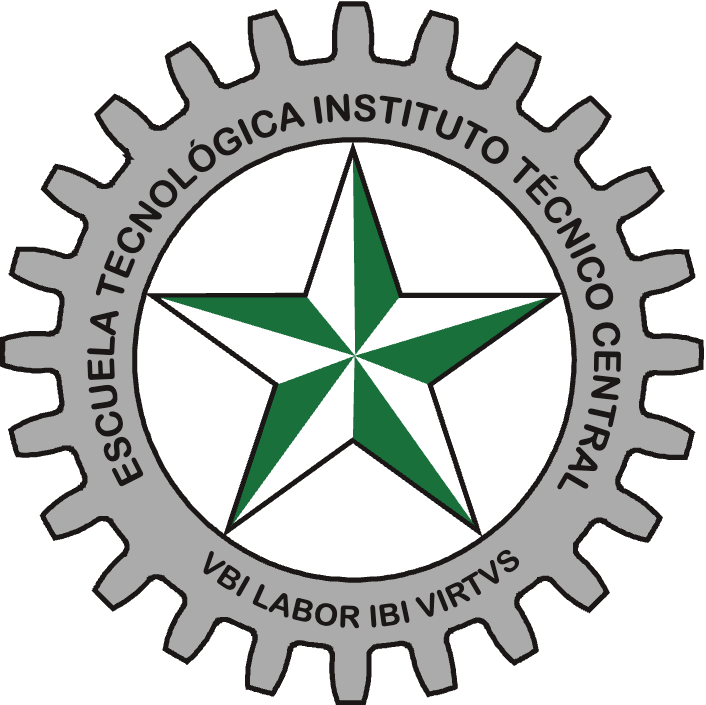 ESCUELA TECNOLÓGICA INSTITUTO TÉCNICO CENTRAL
VBI LABOR IBI VIRTVS